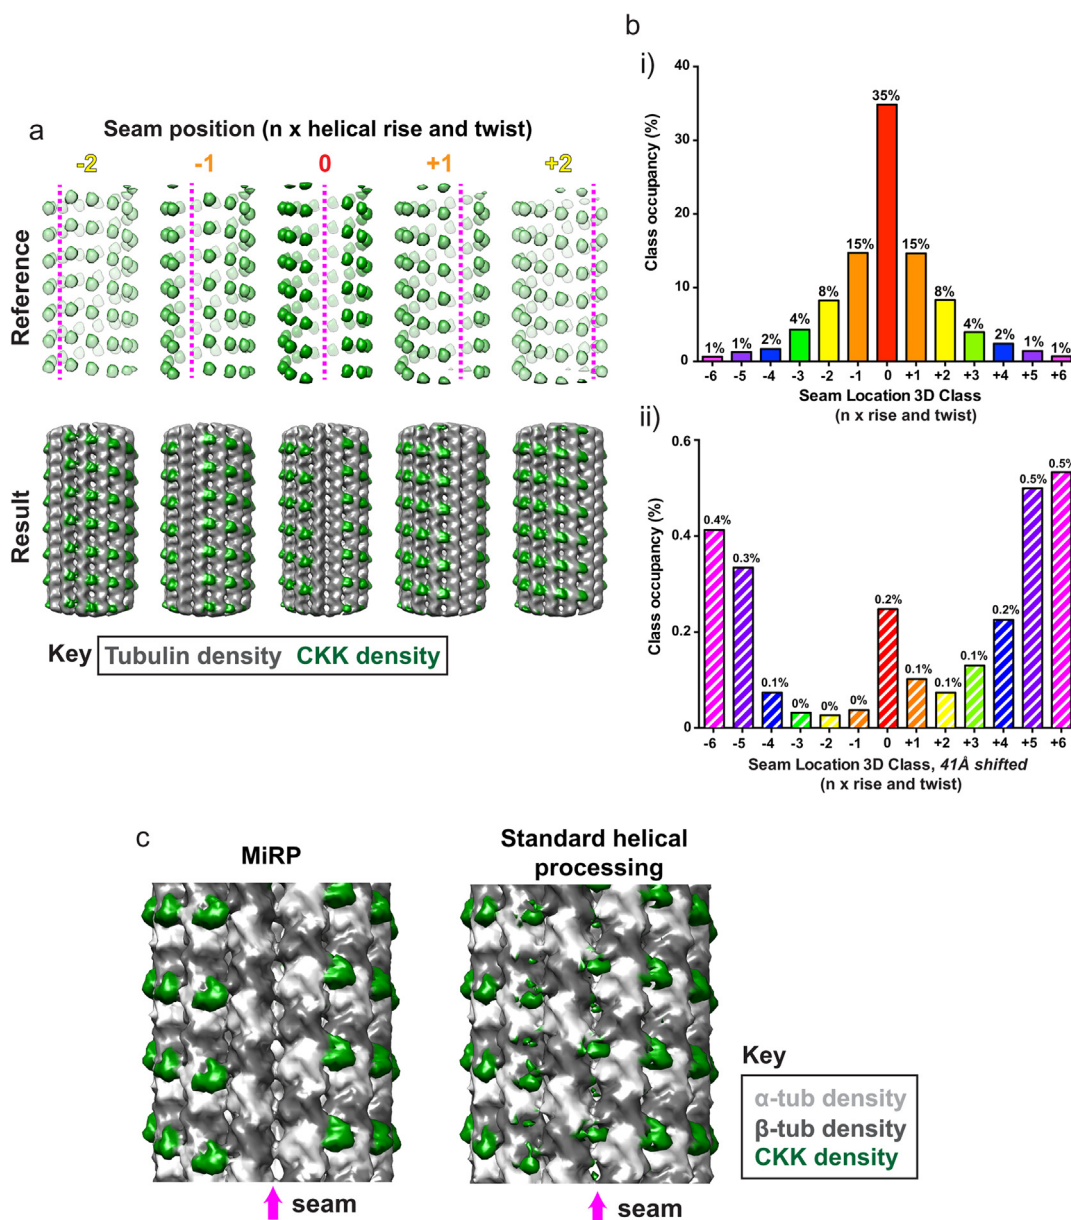 a
Seam position (n x helical rise and twist)
-2 -1 0 +1 +2
Reference
Result
Key Tubulin density CKK density
b
i)
Class occupancy (%)
40
30
20
10
0
1% 1% 2% 4% 8% 15% 35% 15% 8% 4% 2% 1% 1%
-6 -5 -4 -3 -2 -1 0 +1 +2 +3 +4 +5 +6
Seam Location 3D Class
(n x rise and twist)
ii)
Class occupancy (%)
0.6
0.4
0.2
0
0.4% 0.3% 0.1% 0% 0% 0% 0.2% 0.1% 0.1% 0.1% 0.2% 0.5% 0.5%
-6 -5 -4 -3 -2 -1 0 +1 +2 +3 +4 +5 +6
Seam Location 3D Class, 41Å shifted
(n x rise and twist)
c
MiRP
Standard helical
processing
seam
seam
Key
α-tub density
β-tub density
CKK density